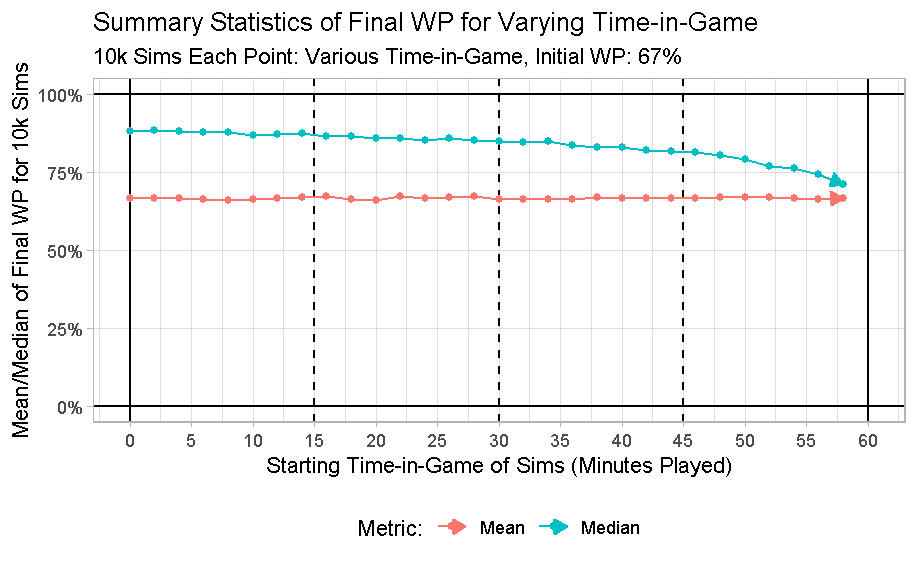 Summary Statistics of Final WP for Varying Time-in-Game
10k Sims Each Point: Various Time-in-Game, Initial WP: 67%
Mean/Median of Final WP for 10k Sims
100%
75%
50%
25%
0%
0 5 10 15 20 25 30 35 40 45 50 55 60
Starting Time-in-Game of Sims (Minutes Played)
Metric: Mean Median